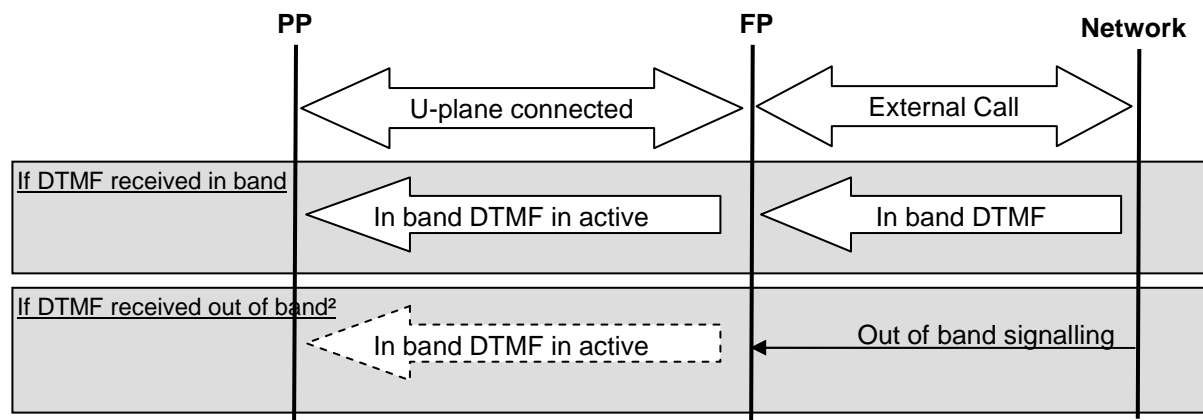 PP FP Network
U-plane connected External Call
If DTMF received in band
In band DTMF in active In band DTMF
If DTMF received out of band²
In band DTMF in active Out of band signalling